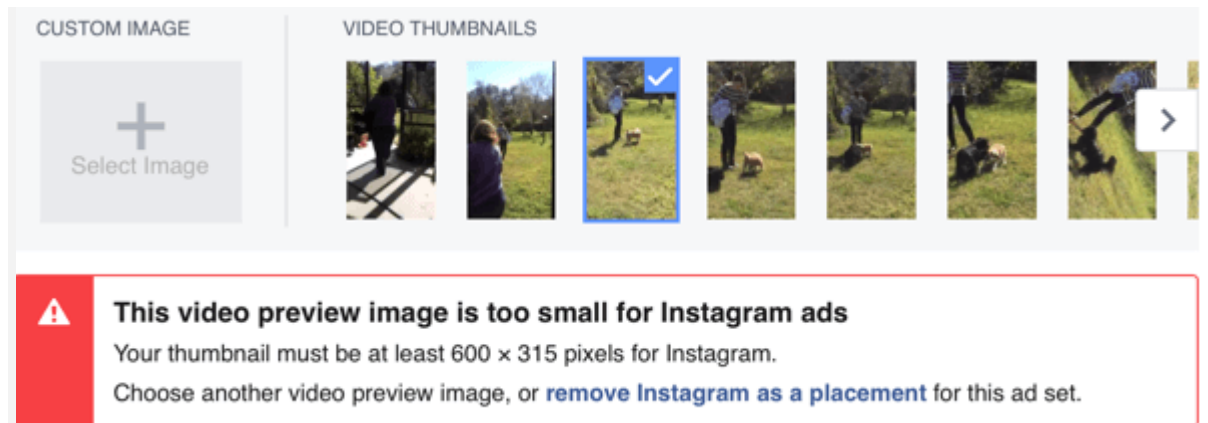 CUSTOM IMAGE
VIDEO THUMBNAILS
Select Image
This video preview image is too small for Instagram ads
Your thumbnail must be at least 600 × 315 pixels for Instagram.
Choose another video preview image, or remove Instagram as a placement for this ad set.